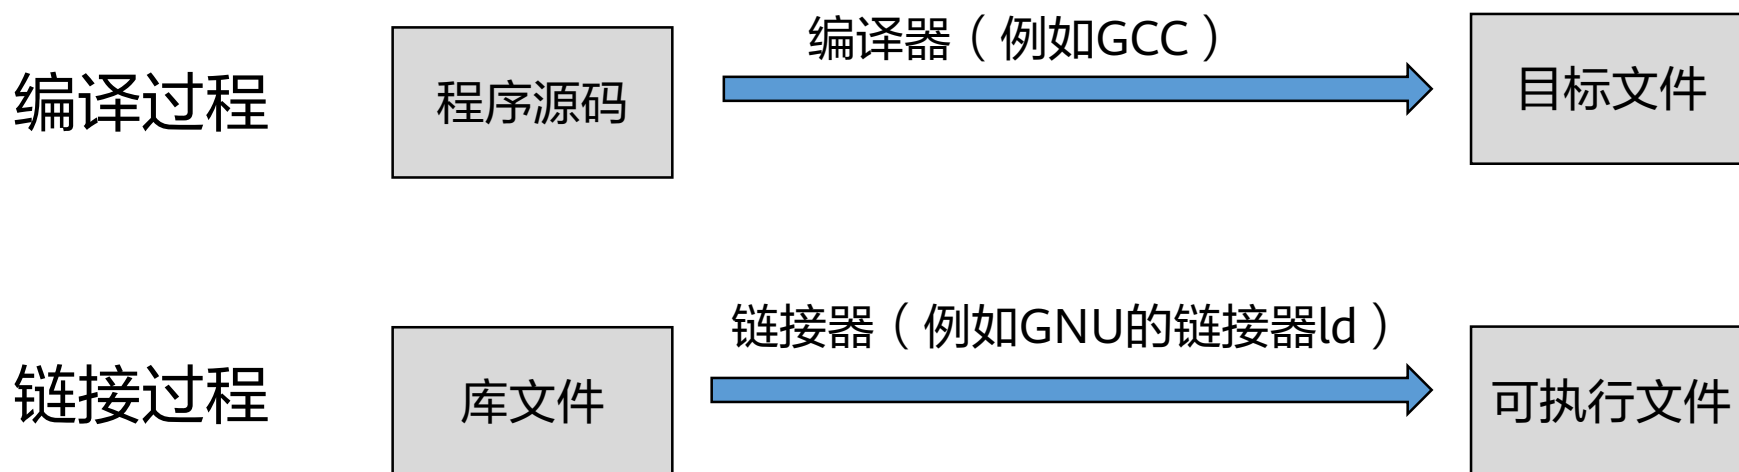 编译过程
程序源码
编译器（例如GCC）
目标文件
链接过程
库文件
链接器（例如GNU的链接器ld）
可执行文件